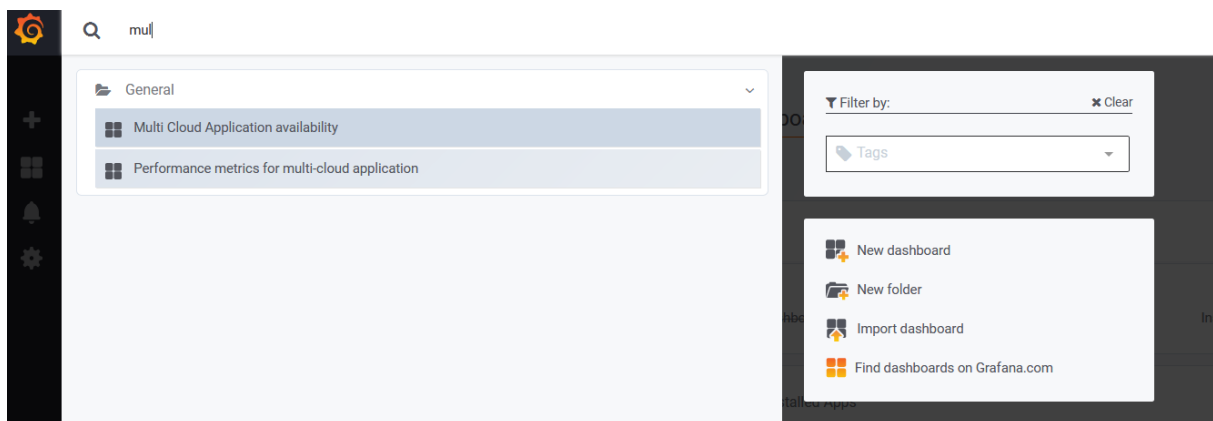 mul
General
Multi Cloud Application availability
Performance metrics for multi-cloud application
Filter by:
Clear
Tags
New dashboard
New folder
Import dashboard
Find dashboards on Grafana.com
Apps